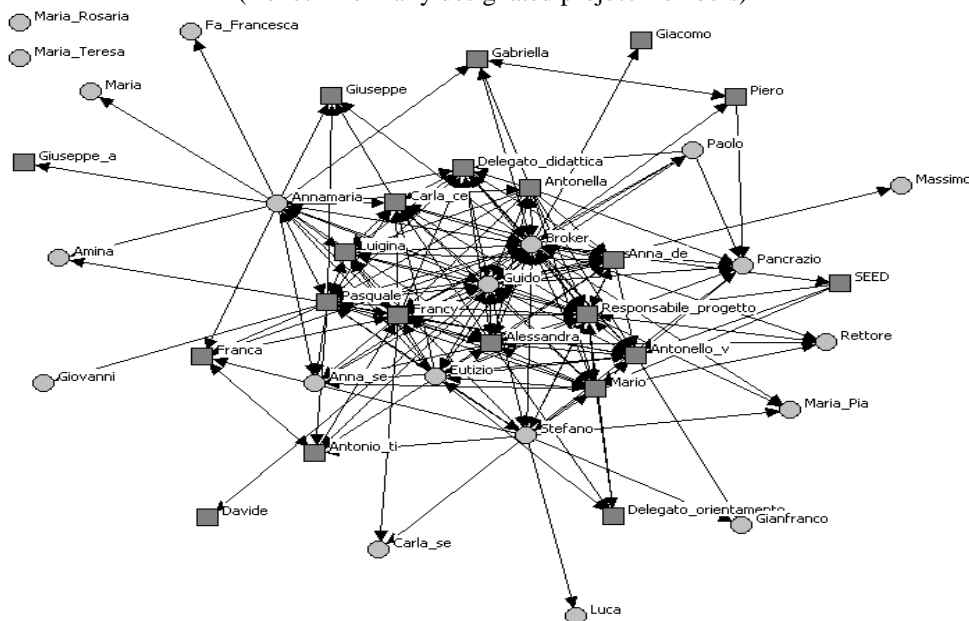 designated project
Maria_Rosaria
Fa_Francesca
Giacomo
Maria_Teresa
Gabriella
Maria
Giuseppe
Piero
Paolo
Giuseppe_a
Delegato_didattica
Massimo
Antonella
Annamaria
Carla_ce
Broker
Luigina
Amina
Anna_de
Pancrazio
Guido
SEED
Pasquale
Francy
Responsabile_progetto
Alessandra
Rettore
Franca
Antonello_v
Eutizio
Giovanni
Anna_se
Mario
Maria_Pia
Stefano
Antonio_ti
Davide
Delegato_orientamento
Gianfranco
Carla_se
Luca